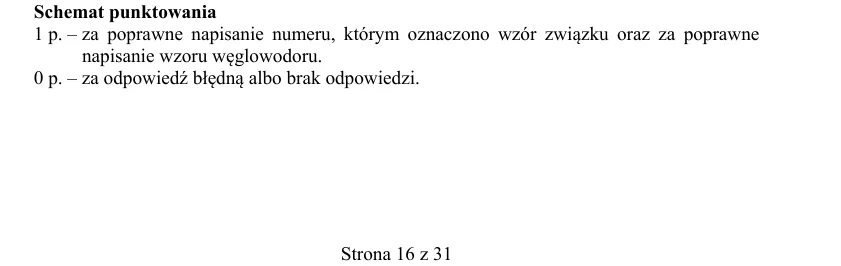 Schemat punktowania
1 p. – za poprawne napisanie numeru, którym oznaczono wzór związku oraz za poprawne
napisanie wzoru węglowodoru.
0 p. – za odpowiedź błędną albo brak odpowiedzi.
Strona 16 z 31